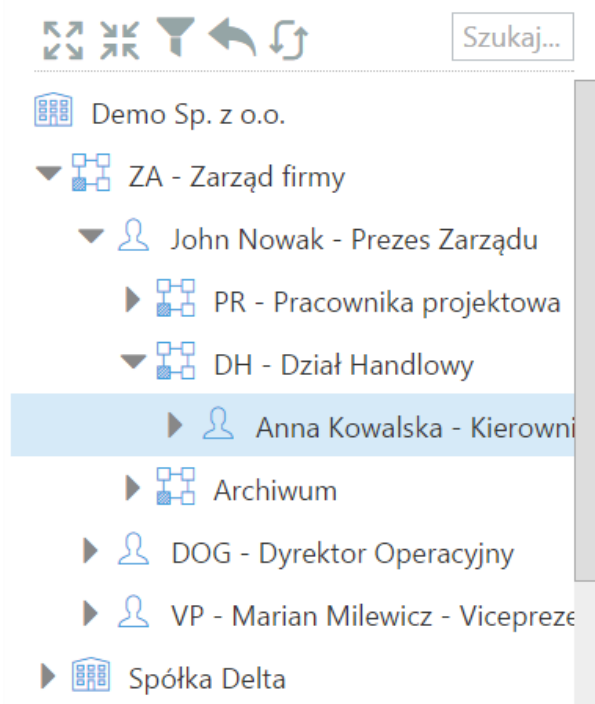 Szukaj...
Demo Sp. z o.o.
ZA - Zarząd firmy
John Nowak - Prezes Zarządu
PR - Pracownika projektowa
DH - Dział Handlowy
Anna Kowalska - Kierowni
Archiwum
DOG - Dyrektor Operacyjny
VP - Marian Milewicz - Vicepreze
Spółka Delta